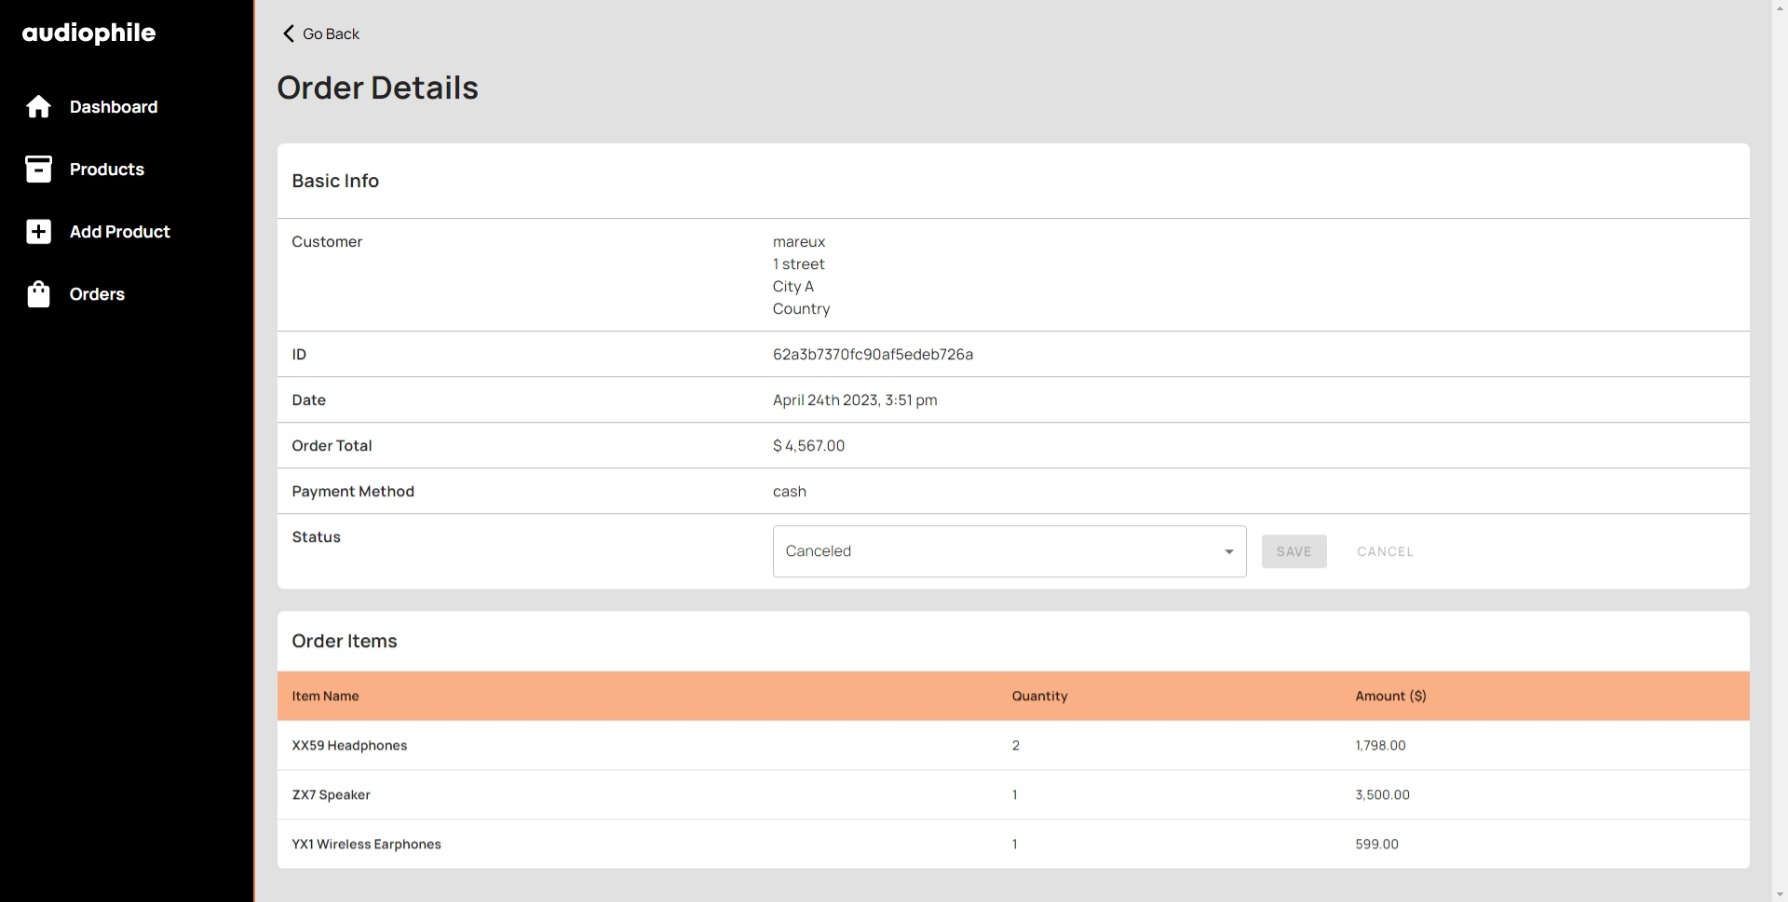 audiophile
Dashboard
Products
Add Product
Orders
Go Back
Order Details
Basic Info
Customer
mareux
1 street
City A
Country
ID 62a3b7370fc90af5edeb726a
Date April 24th 2023, 3:51 pm
Order Total $ 4,567.00
Payment Method cash
Status Canceled SAVE CANCEL
Order Items
Item Name Quantity Amount ($)
XX59 Headphones 2 1,798.00
ZX7 Speaker 1 3,500.00
YX1 Wireless Earphones 1 599.00